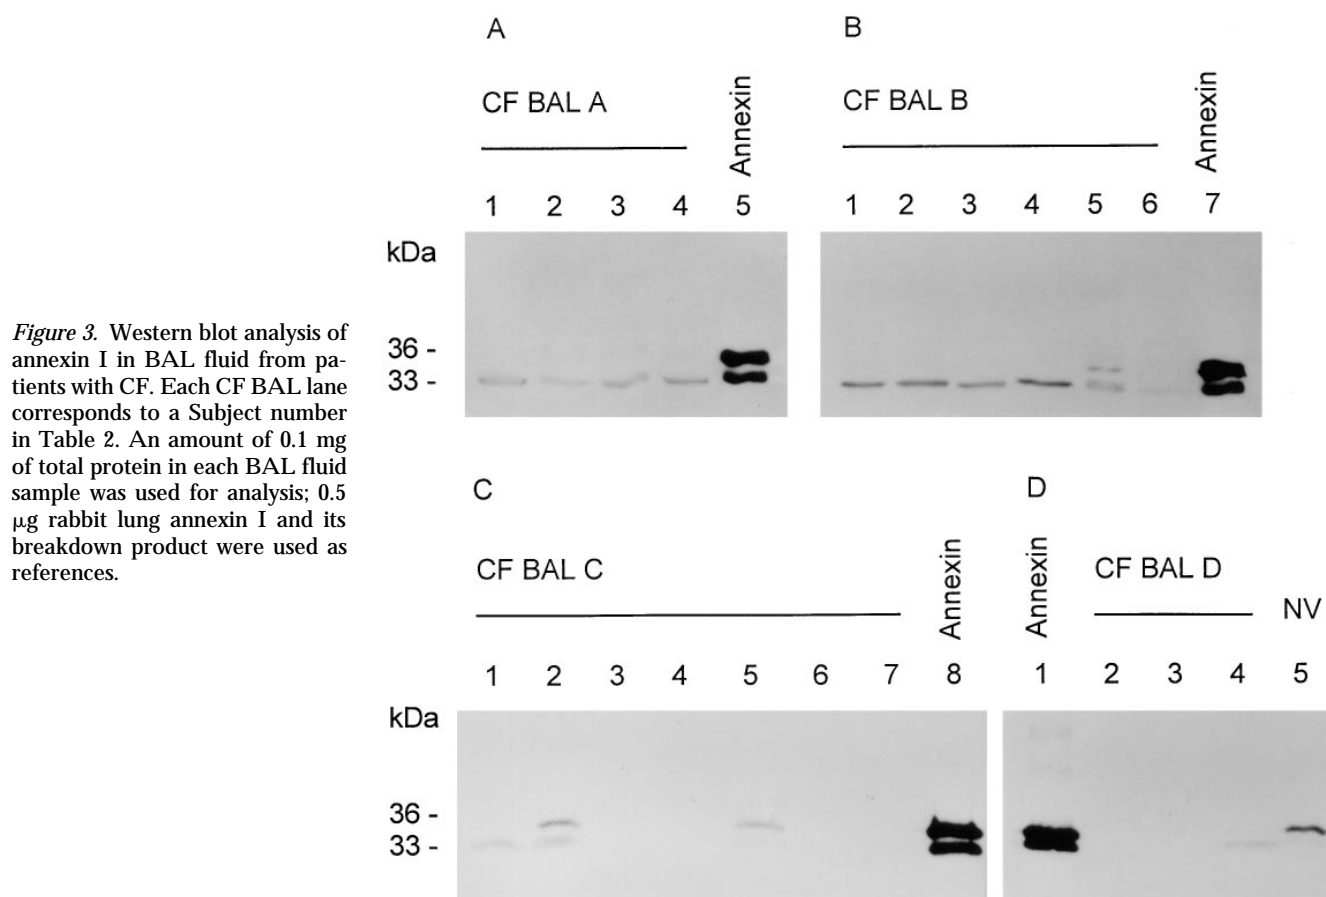 Figure 3. Western blot analysis of
annexin I in BAL fluid from pa-
tients with CF. Each CF BAL lane
corresponds to a Subject number
in Table 2. An amount of 0.1 mg
of total protein in each BAL fluid
sample was used for analysis; 0.5
μg rabbit lung annexin I and its
breakdown product were used as
references.
A
CF BAL A
Annexin
1 2 3 4 5
kDa
36 -
33 -
B
CF BAL B
Annexin
1 2 3 4 5 6 7
C
CF BAL C
Annexin
1 2 3 4 5 6 7 8
kDa
36 -
33 -
D
Annexin
CF BAL D
NV
1 2 3 4 5